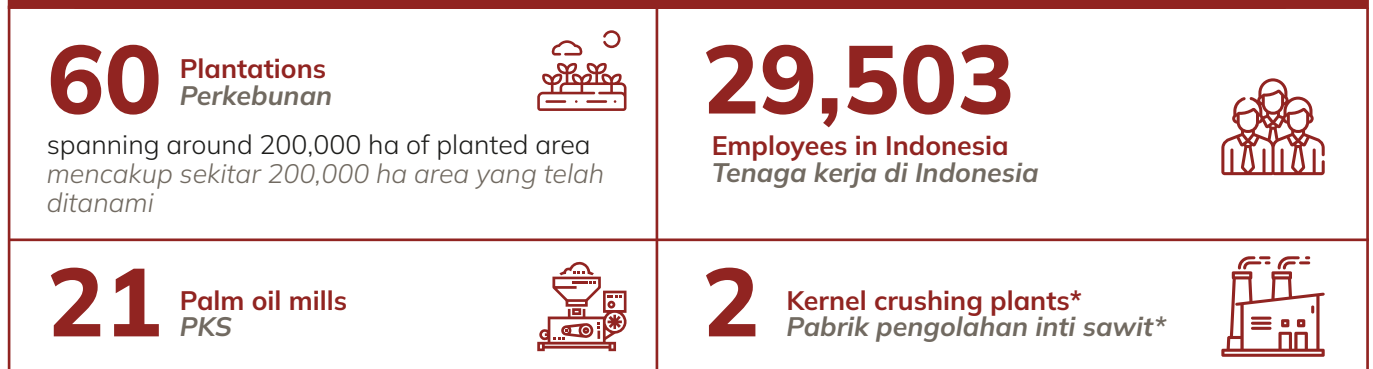 60
Plantations
Perkebunan
spanning around 200,000 ha of planted area
mencakup sekitar 200,000 ha area yang telah
ditanami
29,503
Employees in Indonesia
Tenaga kerja di Indonesia
21
Palm oil mills
PKS
2
Kernel crushing plants*
Pabrik pengolahan inti sawit*